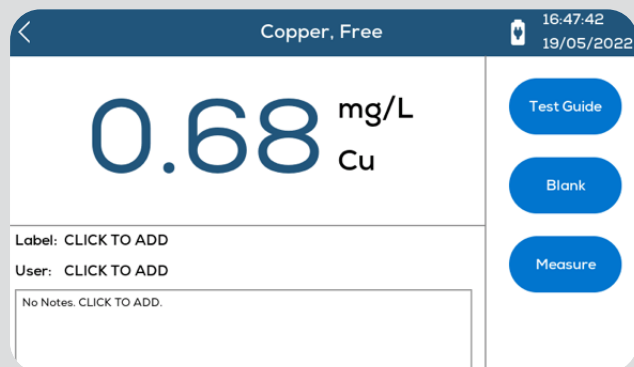 Copper, Free
16:47:42
19/05/2022
0.68 mg/L
Cu
Test Guide
Blank
Measure
Label: CLICK TO ADD
User: CLICK TO ADD
No Notes. CLICK TO ADD.